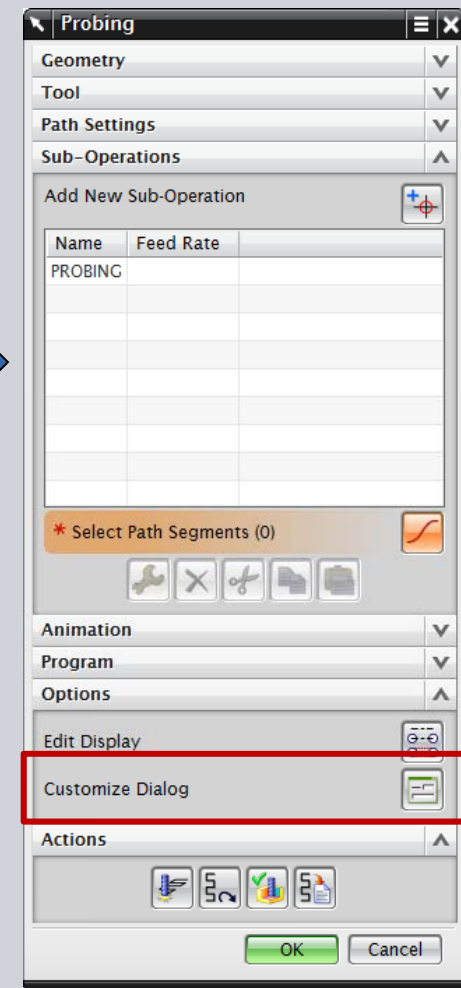 Probing
Geometry
Tool
Path Settings
Sub-Operations
Add New Sub-Operation
Name Feed Rate
PROBING
* Select Path Segments (0)
Animation
Program
Options
Edit Display
Customize Dialog
Actions
OK Cancel